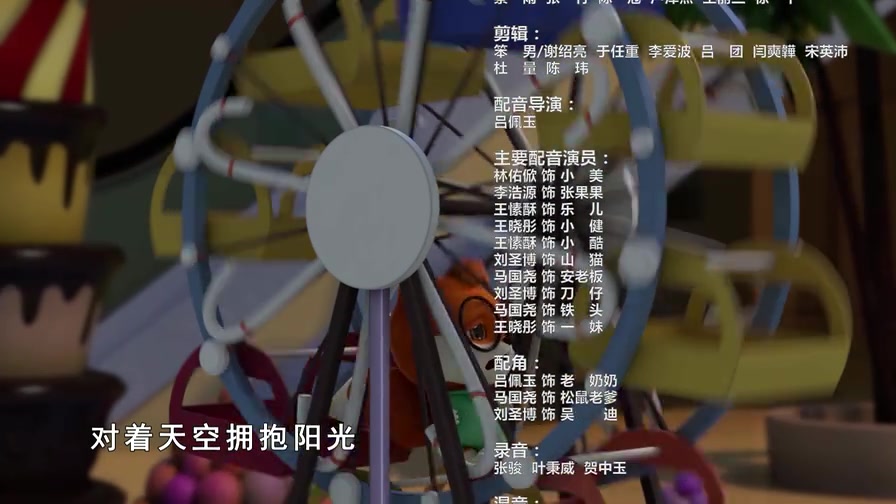 剪辑：
笨 男/谢绍亮 于任重 李爱波 吕 团 闫奭韡 宋英沛
杜 量 陈 玮
配音导演：
吕佩玉
主要配音演员：
林佑俽 饰 小 美
李浩源 饰 张果果
王愫酥 饰 乐 儿
王晓彤 饰 小 健
王愫酥 饰 小 酷
刘圣博 饰 山 猫
马国尧 饰 安老板
刘圣博 饰 刀 仔
马国尧 饰 铁 头
王晓彤 饰 一 妹
配角：
吕佩玉 饰 老 奶奶
马国尧 饰 松鼠老爹
刘圣博 饰 吴 迪
对着天空拥抱阳光
录音：
张骏 叶秉威 贺中玉
混音：